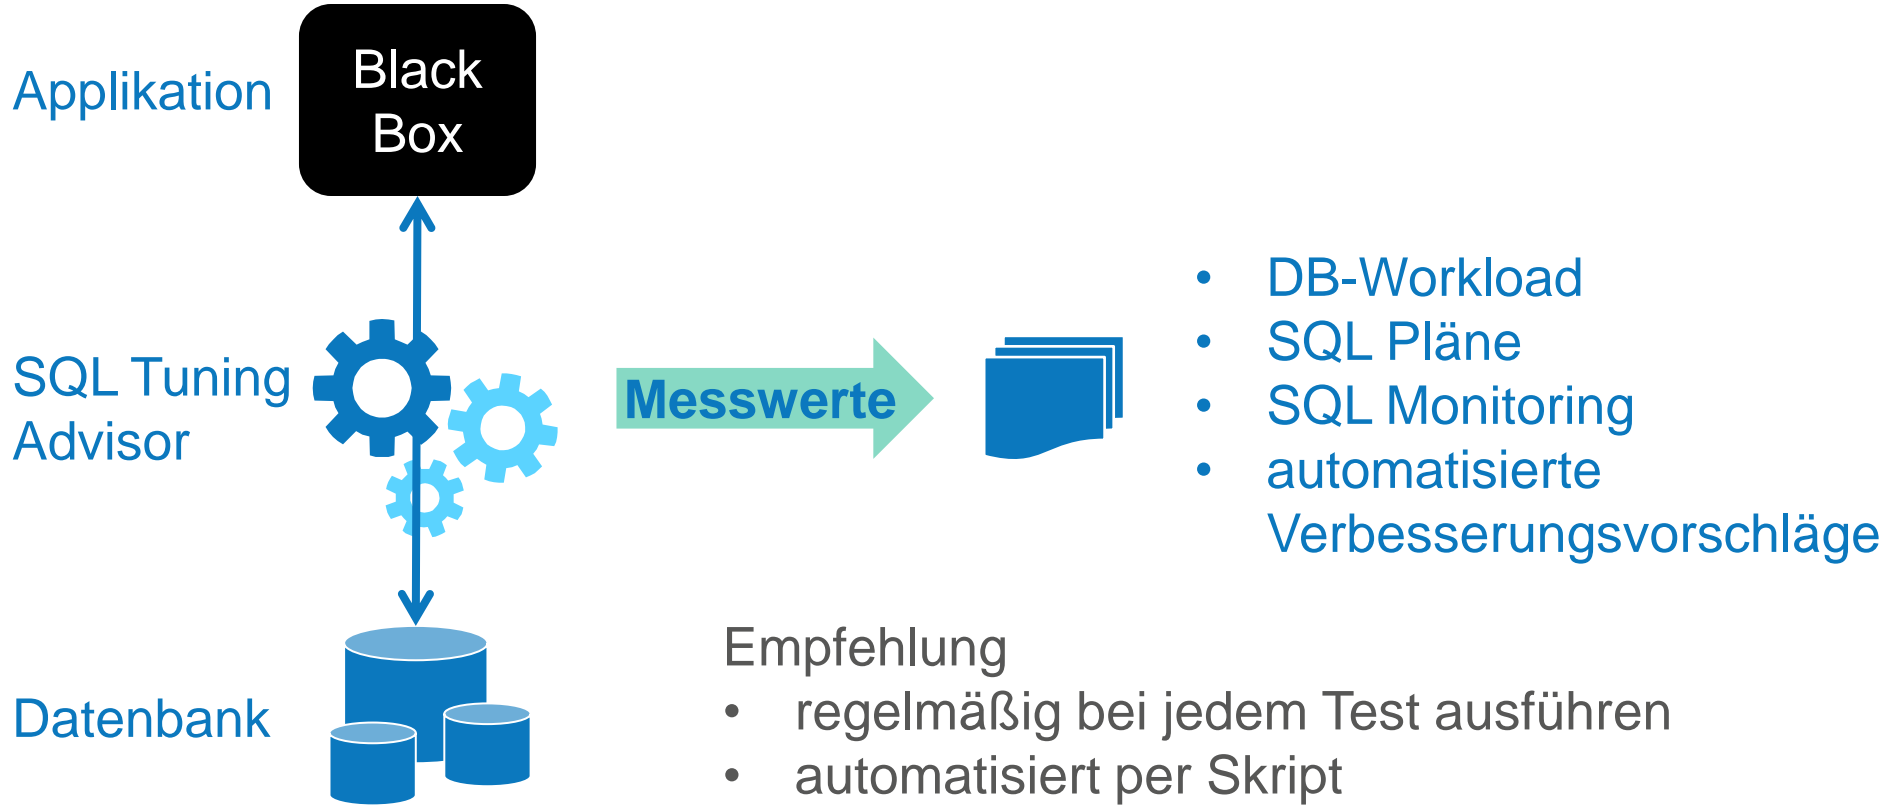 Applikation
Black
Box
SQL Tuning
Advisor
Messwerte
• DB-Workload
• SQL Pläne
• SQL Monitoring
• automatisierte
Verbesserungsvorschläge
Datenbank
Empfehlung
• regelmäßig bei jedem Test ausführen
• automatisiert per Skript